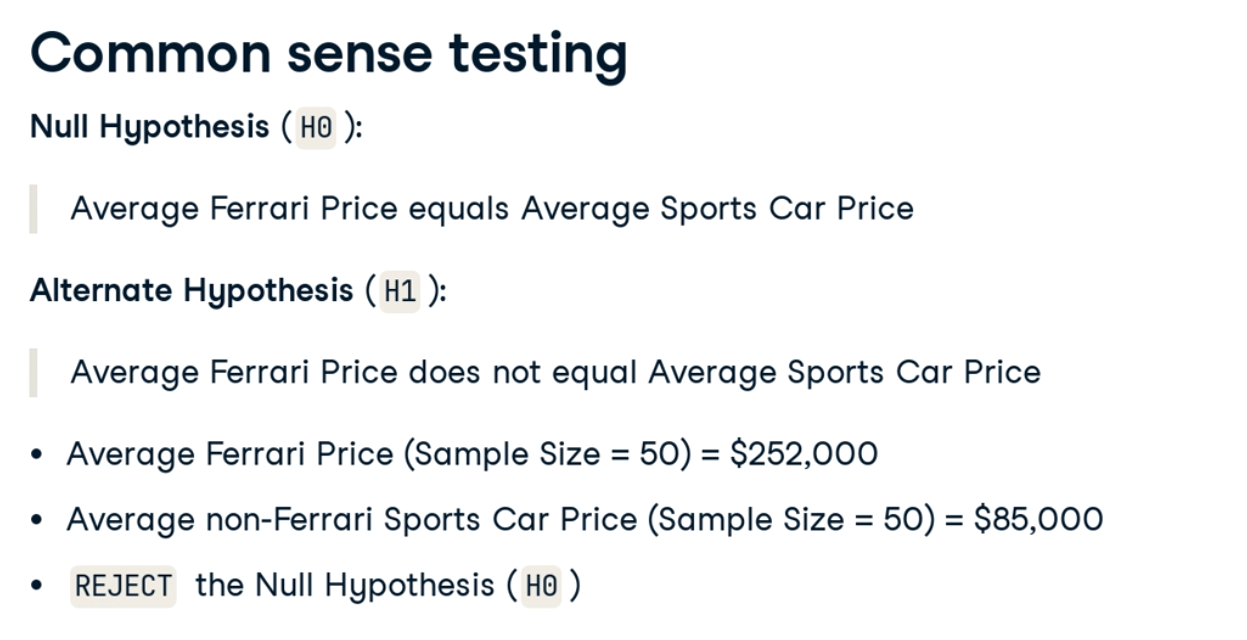 Common sense testing
Null Hypothesis ( H0 ):
Average Ferrari Price equals Average Sports Car Price
Alternate Hypothesis ( H1 ):
Average Ferrari Price does not equal Average Sports Car Price
• Average Ferrari Price (Sample Size = 50) = $252,000
• Average non-Ferrari Sports Car Price (Sample Size = 50) = $85,000
• REJECT the Null Hypothesis ( H0 )